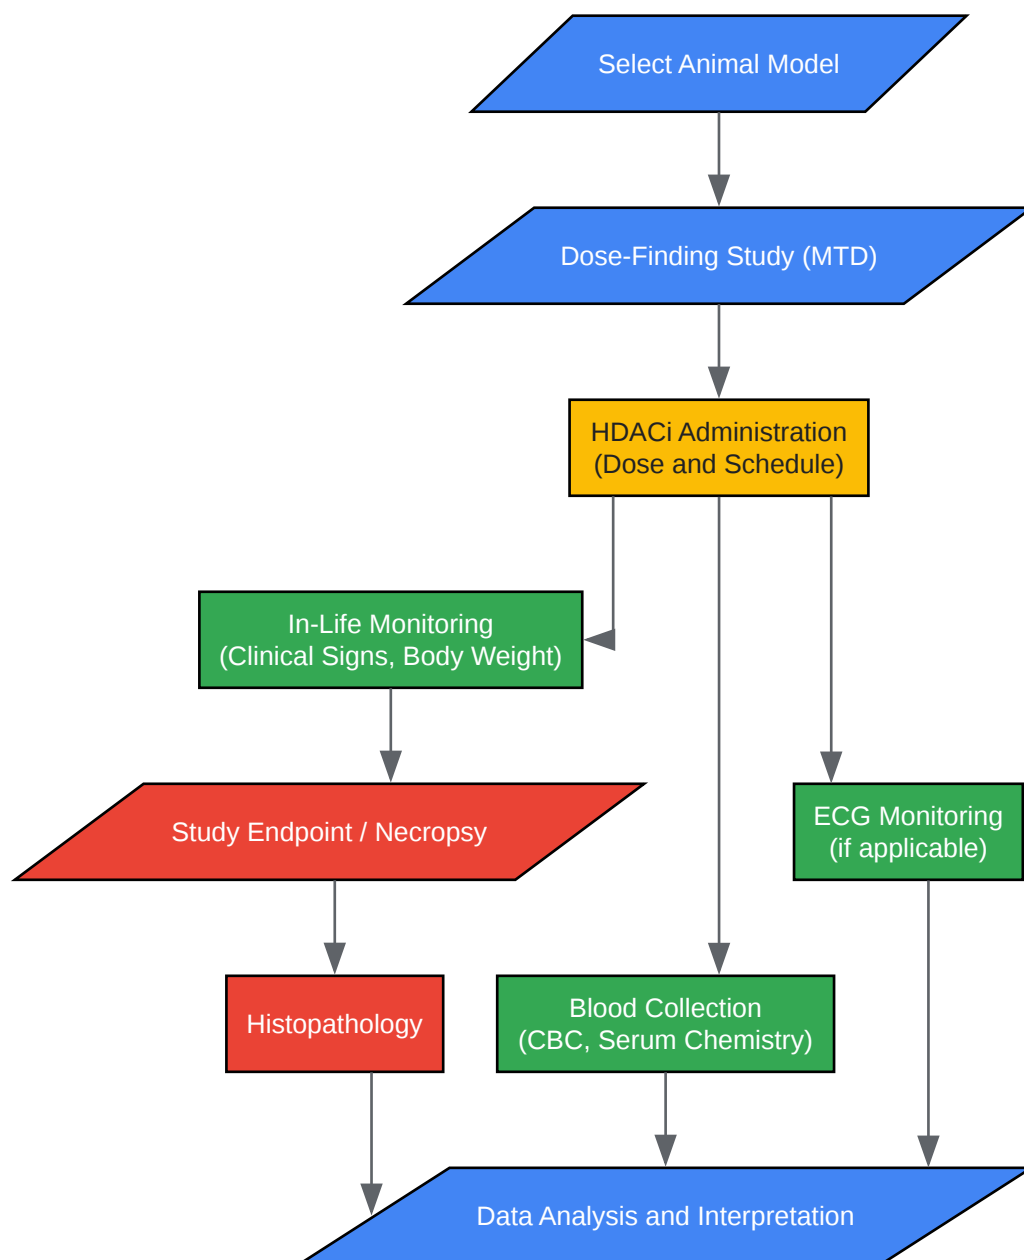 Select Animal Model
Dose-Finding Study (MTD)
HDACi Administration
(Dose and Schedule)
In-Life Monitoring
(Clinical Signs, Body Weight)
Study Endpoint / Necropsy
ECG Monitoring
(if applicable)
Histopathology
Blood Collection
(CBC, Serum Chemistry)
Data Analysis and Interpretation